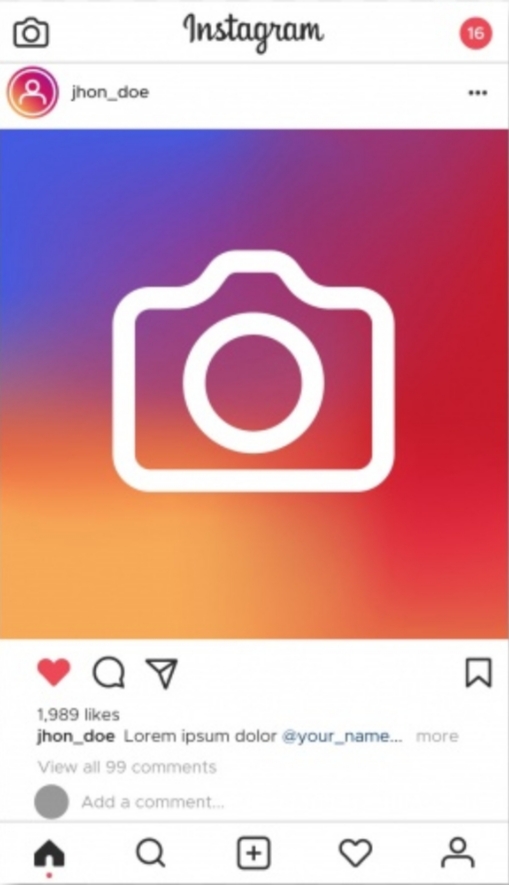 Instagram
16
jhon_doe
1,989 likes
jhon_doe Lorem ipsum dolor @your_name... more
View all 99 comments
Add a comment...